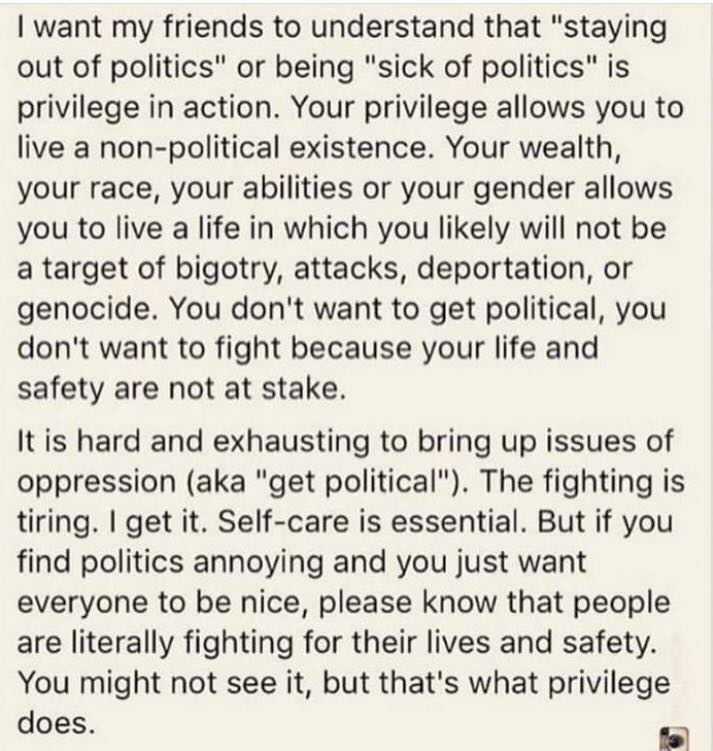 I want my friends to understand that "staying
out of politics" or being "sick of politics" is
privilege in action. Your privilege allows you to
live a non-political existence. Your wealth,
your race, your abilities or your gender allows
you to live a life in which you likely will not be
a target of bigotry, attacks, deportation, or
genocide. You don't want to get political, you
don't want to fight because your life and
safety are not at stake.
It is hard and exhausting to bring up issues of
oppression (aka "get political"). The fighting is
tiring. I get it. Self-care is essential. But if you
find politics annoying and you just want
everyone to be nice, please know that people
are literally fighting for their lives and safety.
You might not see it, but that's what privilege
does.